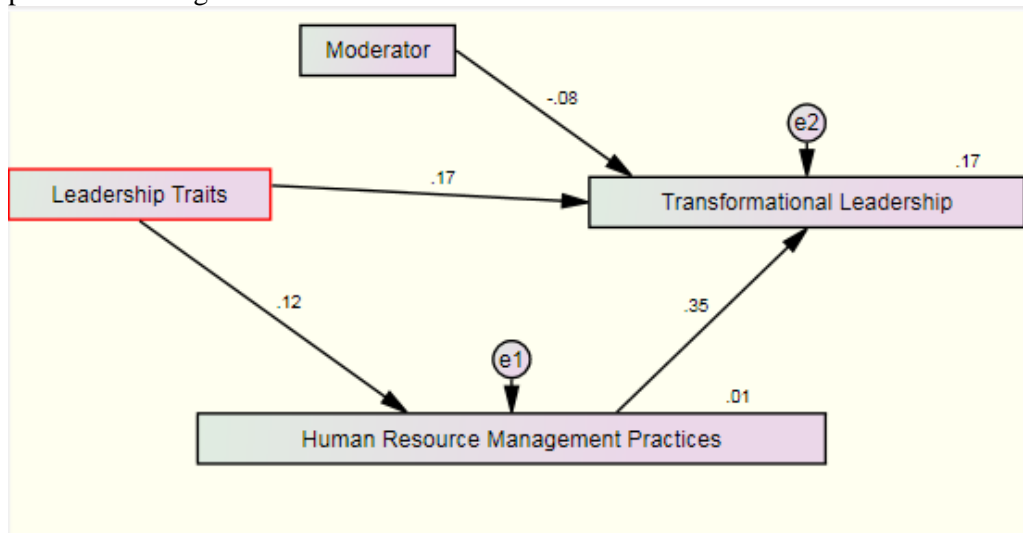 Moderator
-.08
e2
.17
Leadership Traits
.17
Transformational Leadership
.12
.35
e1
.01
Human Resource Management Practices